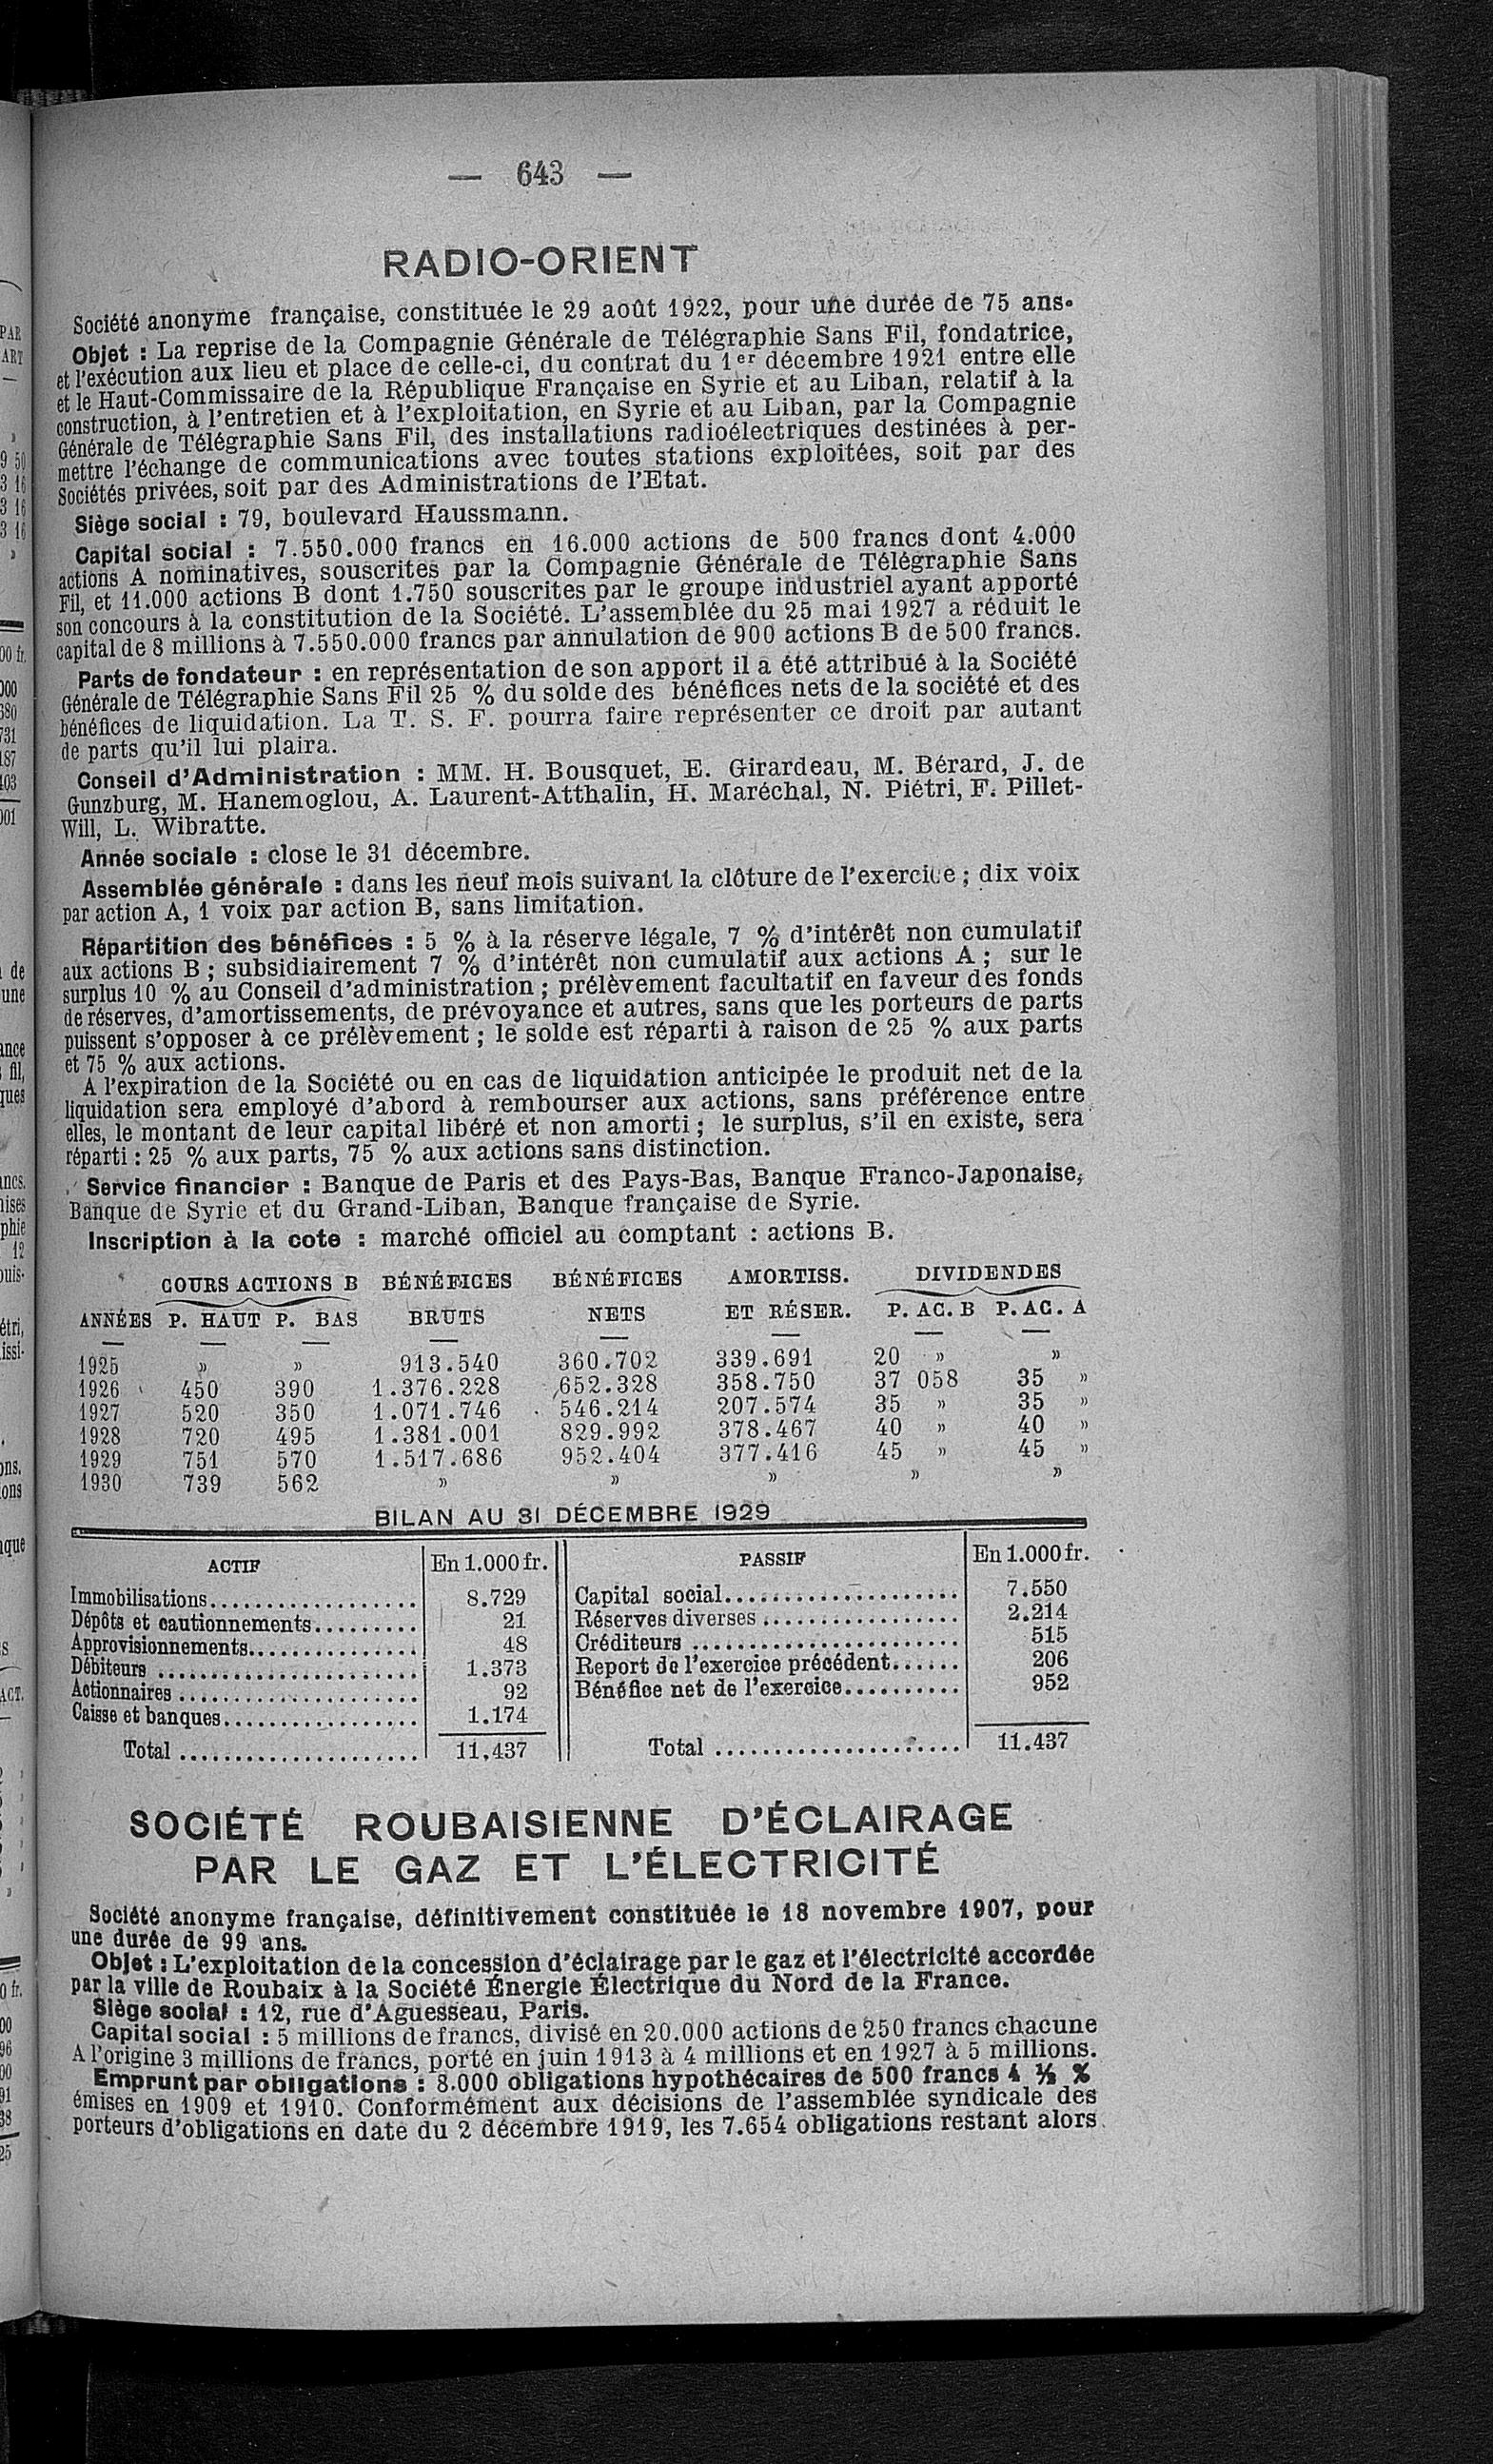 — 643 —
RADIO-ORIENT
Société anonyme française, constituée le 29 août 1922, pour une durée de 75 ans.
Objet : La reprise de la Compagnie Générale de Télégraphie Sans Fil, fondatrice,
et l'exécution aux lieu et place de celle-ci, du contrat du 1er décembre 1921 entre elle
et le Haut-Commissaire de la République Française en Syrie et au Liban, relatif à la
construction, à l'entretien et à l'exploitation, en Syrie et au Liban, par la Compagnie
Générale de Télégraphie Sans Fil, des installations radioélectriques destinées à per-
mettre l'échange de communications avec toutes stations exploitées, soit par des
Sociétés privées, soit par des Administrations de l'Etat.
Siège social : 79, boulevard Haussmann.
Capital social : 7.550.000 francs en 16.000 actions de 500 francs dont 4.000
actions A nominatives, souscrites par la Compagnie Générale de Télégraphie Sans
Fil, et 11.000 actions B dont 1.750 souscrites par le groupe industriel ayant apporté
son concours à la constitution de la Société. L'assemblée du 25 mai 1927 a réduit le
capital de 8 millions à 7.550.000 francs par annulation de 900 actions B de 500 francs.
Parts de fondateur : en représentation de son apport il a été attribué à la Société
Générale de Télégraphie Sans Fil 25 % du solde des bénéfices nets de la société et des
bénéfices de liquidation. La T. S. F. pourra faire représenter ce droit par autant
de parts qu'il lui plaira.
Conseil d'Administration : MM. H. Bousquet, E. Girardeau, M. Bérard, J. de
Gunzburg, M. Hanemoglou, A. Laurent-Atthalin, H. Maréchal, N. Piétri, F. Pillet-
Will, L. Wibratte.
Année sociale : close le 31 décembre.
Assemblée générale : dans les neuf mois suivant la clôture de l'exercice ; dix voix
par action A, 1 voix par action B, sans limitation.
Répartition des bénéfices : 5 % à la réserve légale, 7 % d'intérêt non cumulatif
aux actions B ; subsidiairement 7 % d'intérêt non cumulatif aux actions A ; sur le
surplus 10 % au Conseil d'administration ; prélèvement facultatif en faveur des fonds
de réserves, d'amortissements, de prévoyance et autres, sans que les porteurs de parts
puissent s'opposer à ce prélèvement ; le solde est réparti à raison de 25 % aux parts
et 75 % aux actions.
A l'expiration de la Société ou en cas de liquidation anticipée le produit net de la
liquidation sera employé d'abord à rembourser aux actions, sans préférence entre
elles, le montant de leur capital libéré et non amorti ; le surplus, s'il en existe, sera
réparti : 25 % aux parts, 75 % aux actions sans distinction.
Service financier : Banque de Paris et des Pays-Bas, Banque Franco-Japonaise,
Banque de Syrie et du Grand-Liban, Banque française de Syrie.
Inscription à la cote : marché officiel au comptant : actions B.
COURS ACTIONS B BÉNÉFICES BÉNÉFICES AMORTISS. DIVIDENDES
ANNÉES P. HAUT P. BAS BRUTS NETS ET RÉSER. P. AC. B P. AC. A
1925 » » 913.540 360.702 339.691 20 » »
1926 450 390 1.376.228 652.328 358.750 37 058 35 »
1927 520 350 1.071.746 546.214 207.574 35 » 35 »
1928 720 495 1.381.001 829.992 378.467 40 » 40 »
1929 751 570 1.517.686 952.404 377.416 45 » 45 »
1930 739 562 » » » » »
BILAN AU 31 DÉCEMBRE 1929
ACTIF En 1.000 fr. PASSIF En 1.000 fr.
Immobilisations.................. 8.729 Capital social.................... 7.550
Dépôts et cautionnements......... 21 Réserves diverses ................. 2.214
Approvisionnements............... 48 Créditeurs ....................... 515
Débiteurs ....................... 1.373 Report de l'exercice précédent...... 206
Actionnaires ..................... 92 Bénéfice net de l'exercice.......... 952
Caisse et banques................. 1.174
Total ..................... 11,437 Total ..................... 11.437
SOCIÉTÉ ROUBAISIENNE D'ÉCLAIRAGE
PAR LE GAZ ET L'ÉLECTRICITÉ
Société anonyme française, définitivement constituée le 18 novembre 1907, pour
une durée de 99 ans.
Objet : L'exploitation de la concession d'éclairage par le gaz et l'électricité accordée
par la ville de Roubaix à la Société Énergie Électrique du Nord de la France.
Siège social : 12, rue d'Aguesseau, Paris.
Capital social : 5 millions de francs, divisé en 20.000 actions de 250 francs chacune
A l'origine 3 millions de francs, porté en juin 1913 à 4 millions et en 1927 à 5 millions.
Emprunt par obligations : 8.000 obligations hypothécaires de 500 francs 4 ½ %
émises en 1909 et 1910. Conformément aux décisions de l'assemblée syndicale des
porteurs d'obligations en date du 2 décembre 1919, les 7.654 obligations restant alors